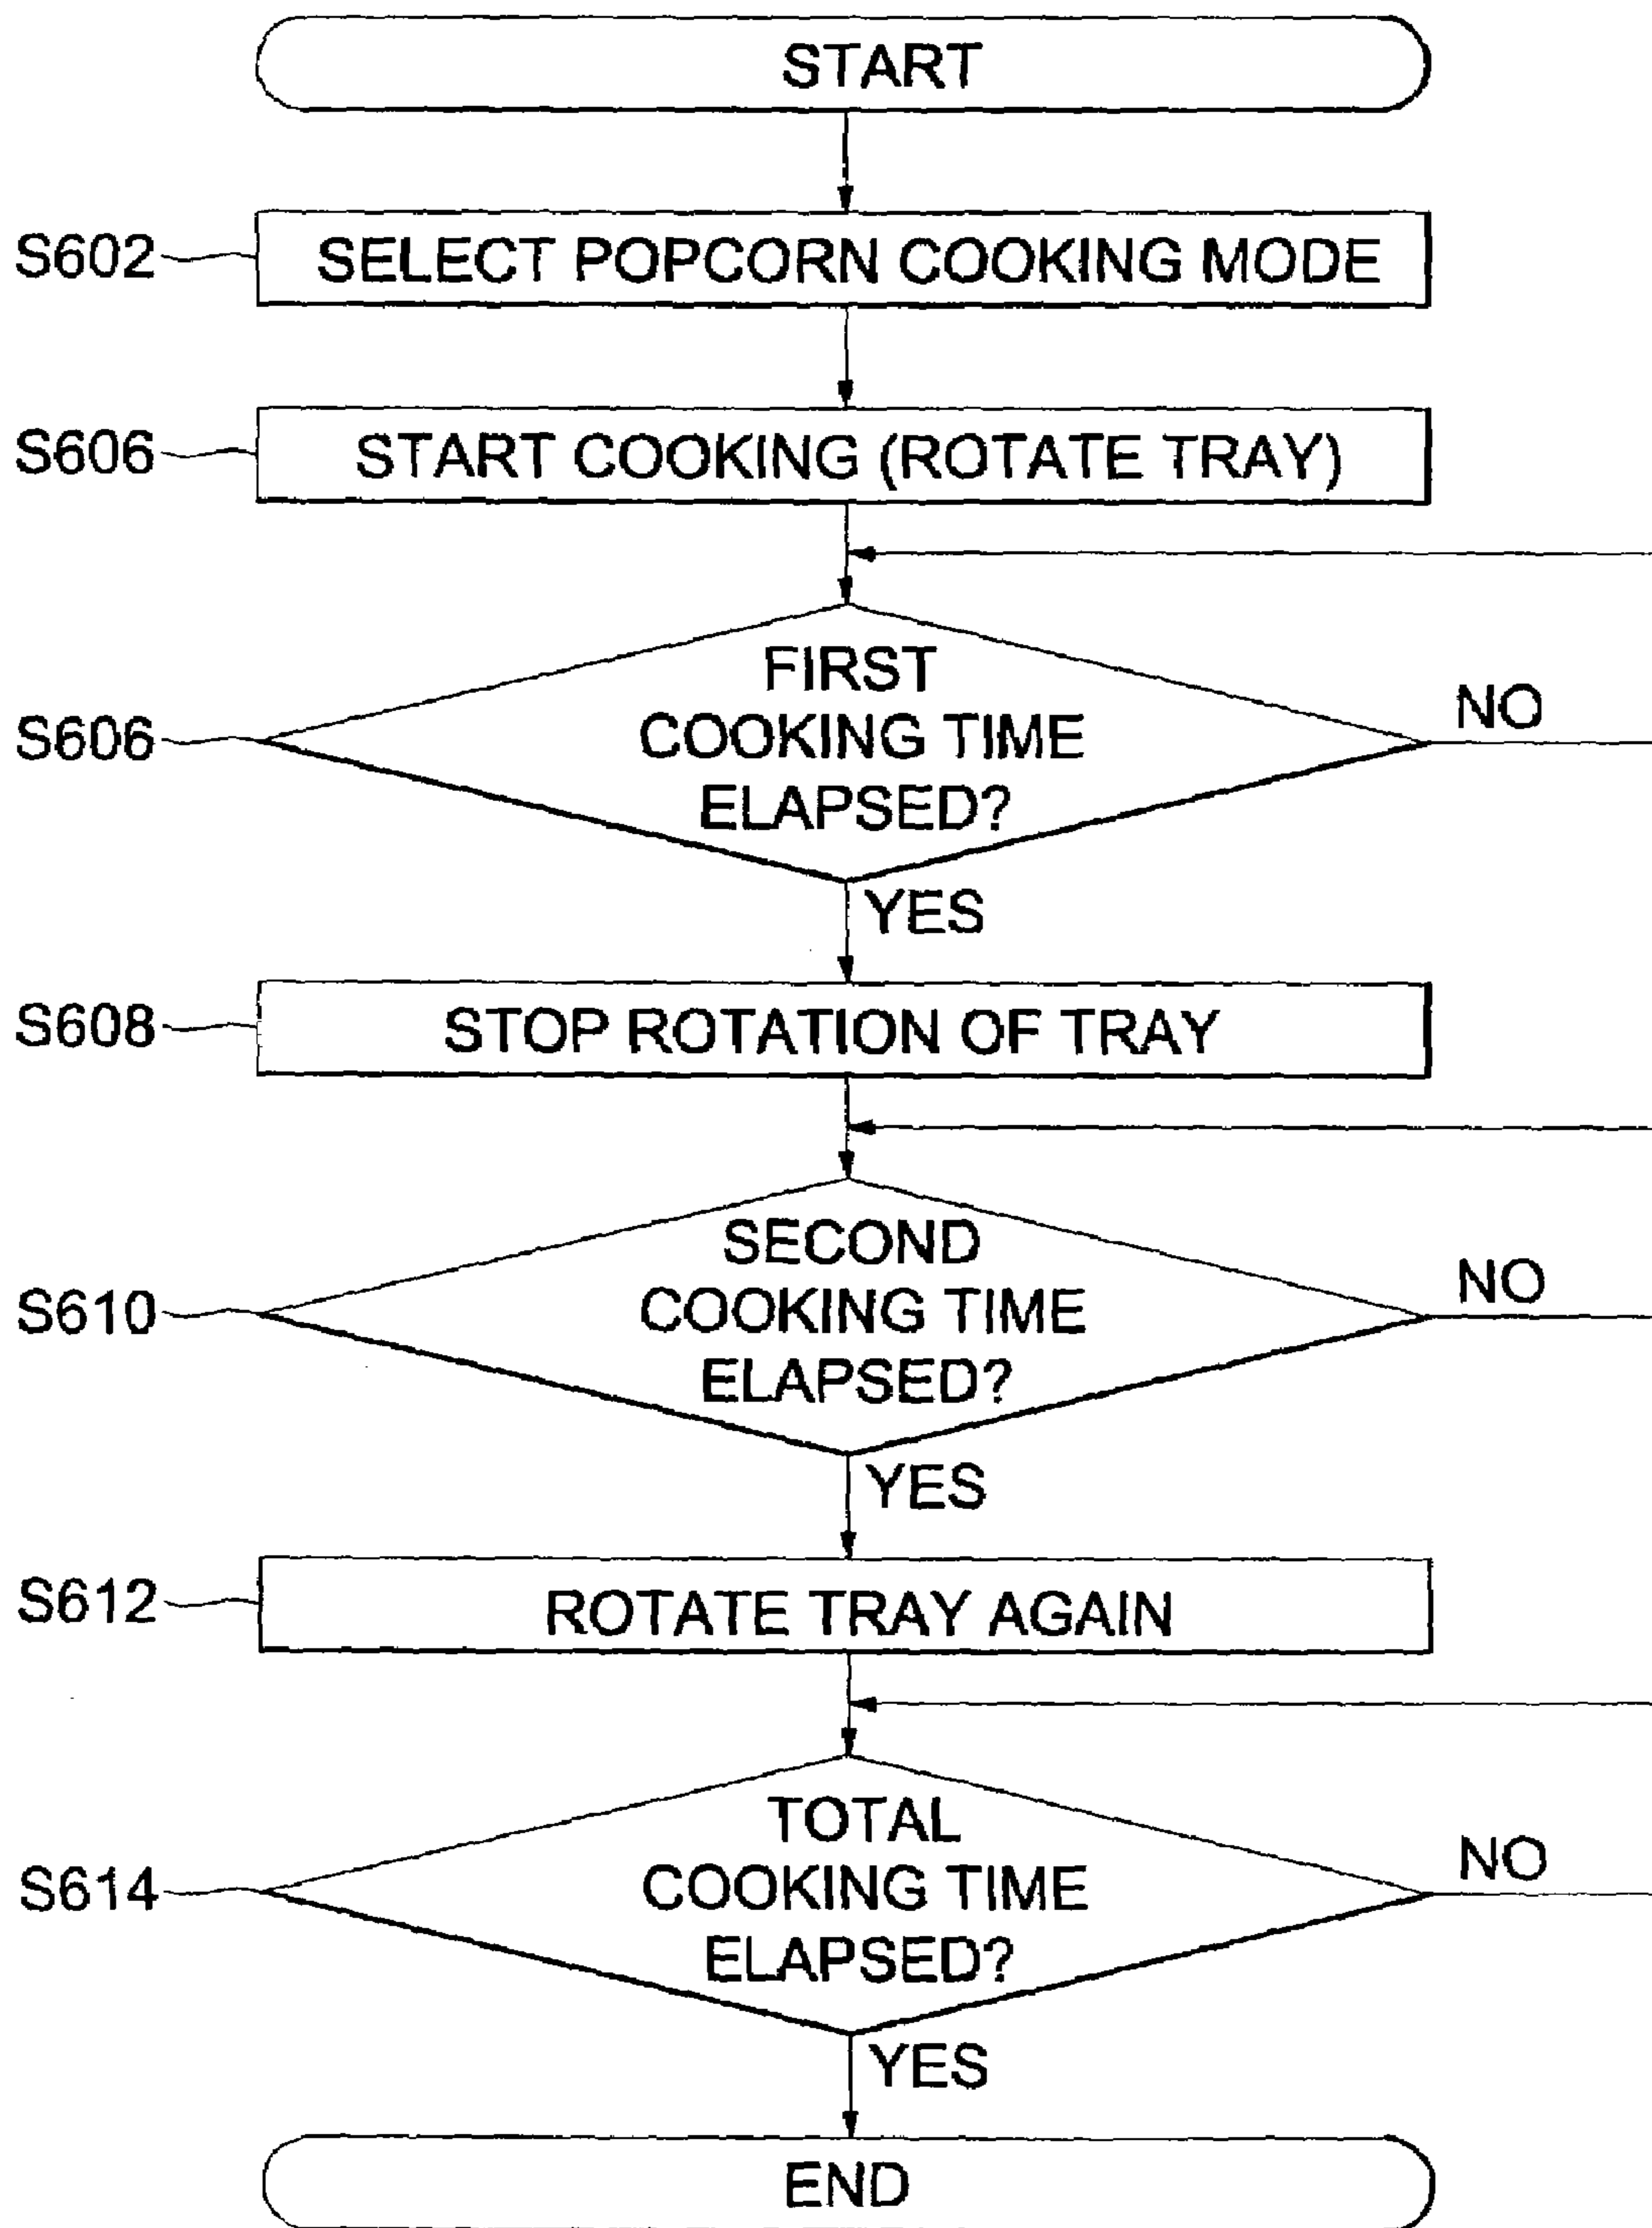 START
S602
SELECT POPCORN COOKING MODE
S606
START COOKING (ROTATE TRAY)
S606
FIRST
COOKING TIME
ELAPSED?
NO
YES
S608
STOP ROTATION OF TRAY
S610
SECOND
COOKING TIME
ELAPSED?
NO
YES
S612
ROTATE TRAY AGAIN
S614
TOTAL
COOKING TIME
ELAPSED?
NO
YES
END